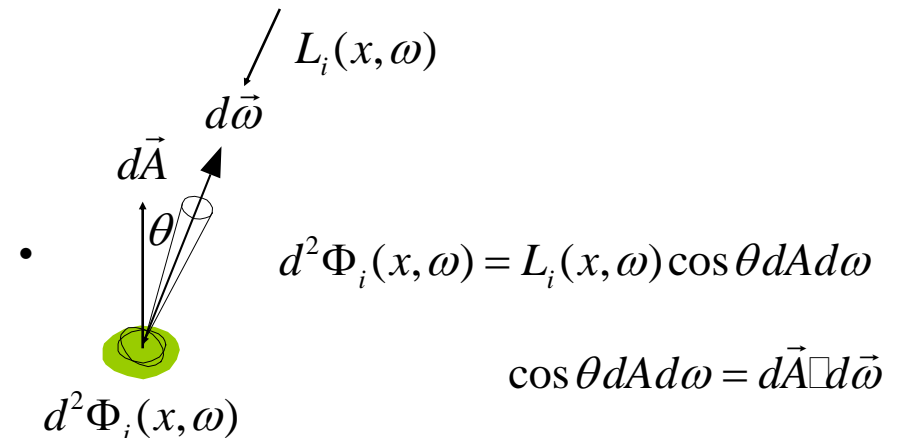 L_i(x, ω)
dω⃗
dA⃗
θ
• d²Φ_i(x, ω) = L_i(x, ω) cos θ dA dω
cos θ dA dω = dA⃗□dω⃗
d²Φ_i(x, ω)